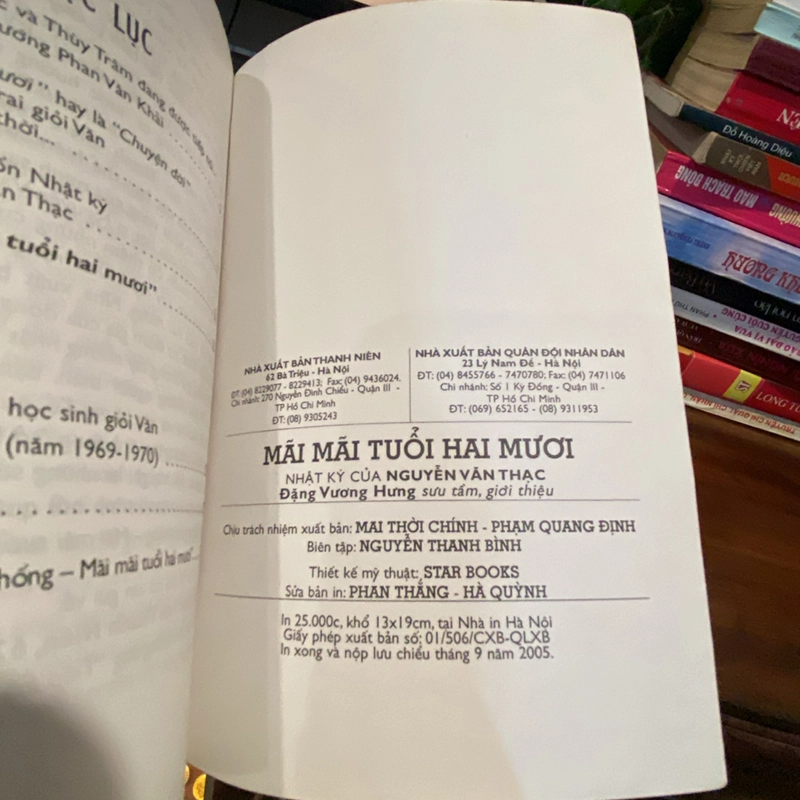 LỤC
và Thùy Trâm đang được tiếp
tướng Phan Văn Khải
ươi" hay là "Chuyện đời"
rai giỏi Văn
thời...
ốn Nhật ký
n Thạc
tuổi hai mươi"
học sinh giỏi Văn
(năm 1969-1970)
hống – Mãi mãi tuổi hai mươi"
NHÀ XUẤT BẢN THANH NIÊN
62 Bà Triệu - Hà Nội
ĐT: (04) 8229077 - 8229413; Fax: (04) 9436024.
Chi nhánh: 270 Nguyễn Đình Chiểu - Quận III -
TP Hồ Chí Minh
ĐT: (08) 9305243
NHÀ XUẤT BẢN QUÂN ĐỘI NHÂN DÂN
23 Lý Nam Đế - Hà Nội
ĐT: (04) 8455766 - 7470780; Fax: (04) 7471106
Chi nhánh: Số 1 Kỳ Đồng - Quận III -
TP Hồ Chí Minh
ĐT: (069) 652165 - (08) 9311953
MÃI MÃI TUỔI HAI MƯƠI
NHẬT KÝ CỦA NGUYỄN VĂN THẠC
Đặng Vương Hưng sưu tầm, giới thiệu
Chịu trách nhiệm xuất bản: MAI THỜI CHÍNH - PHẠM QUANG ĐỊNH
Biên tập: NGUYỄN THANH BÌNH
Thiết kế mỹ thuật: STAR BOOKS
Sửa bản in: PHAN THẮNG - HÀ QUỲNH
In 25.000c, khổ 13x19cm, tại Nhà in Hà Nội
Giấy phép xuất bản số: 01/506/CXB-QLXB
In xong và nộp lưu chiểu tháng 9 năm 2005.
Đỗ Hoàng Diệu
MAO TRẠCH ĐÔNG
HƯƠNG
LONG